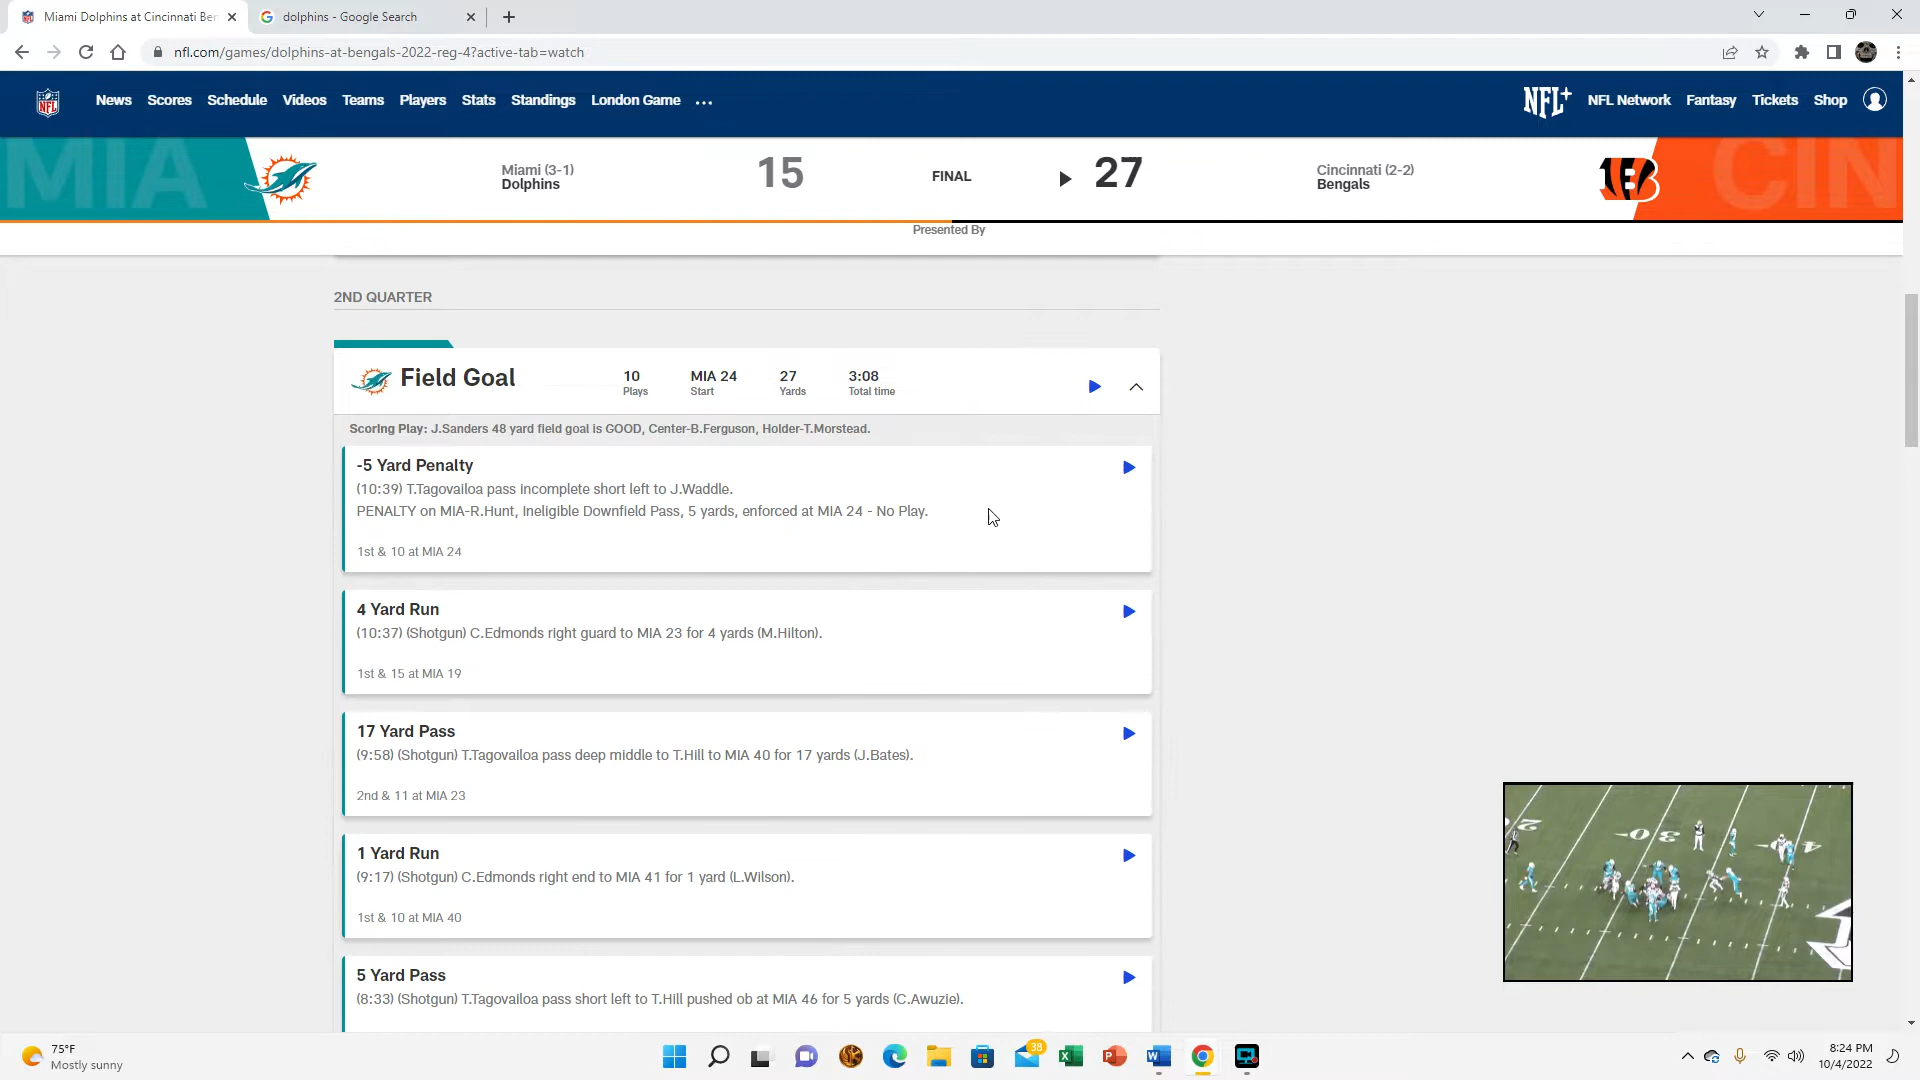 Miami Dolphins at Cincinnati Ben
dolphins - Google Search
nfl.com/games/dolphins-at-bengals-2022-reg-4?active-tab=watch
NFL
News Scores Schedule Videos Teams Players Stats Standings London Game ...
NFL+ NFL Network Fantasy Tickets Shop
MIA
Miami (3-1)
Dolphins
15
FINAL
27
Cincinnati (2-2)
Bengals
CIN
Presented By
2ND QUARTER
Field Goal
10
Plays
MIA 24
Start
27
Yards
3:08
Total time
Scoring Play: J.Sanders 48 yard field goal is GOOD, Center-B.Ferguson, Holder-T.Morstead.
-5 Yard Penalty
(10:39) T.Tagovailoa pass incomplete short left to J.Waddle.
PENALTY on MIA-R.Hunt, Ineligible Downfield Pass, 5 yards, enforced at MIA 24 - No Play.
1st & 10 at MIA 24
4 Yard Run
(10:37) (Shotgun) C.Edmonds right guard to MIA 23 for 4 yards (M.Hilton).
1st & 15 at MIA 19
17 Yard Pass
(9:58) (Shotgun) T.Tagovailoa pass deep middle to T.Hill to MIA 40 for 17 yards (J.Bates).
2nd & 11 at MIA 23
1 Yard Run
(9:17) (Shotgun) C.Edmonds right end to MIA 41 for 1 yard (L.Wilson).
1st & 10 at MIA 40
5 Yard Pass
(8:33) (Shotgun) T.Tagovailoa pass short left to T.Hill pushed ob at MIA 46 for 5 yards (C.Awuzie).
2
30
4
75°F
Mostly sunny
38
8:24 PM
10/4/2022